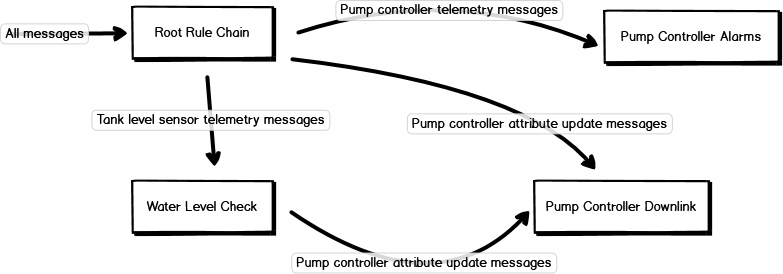 Pump controller telemetry messages
All messages
Root Rule Chain
Pump Controller Alarms
Tank level sensor telemetry messages
Pump controller attribute update messages
Water Level Check
Pump Controller Downlink
Pump controller attribute update messages